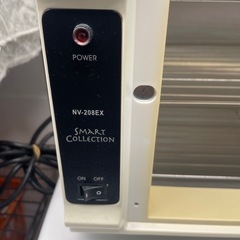 POWER
NV-208EX
SMART
COLLECTION
ON OFF